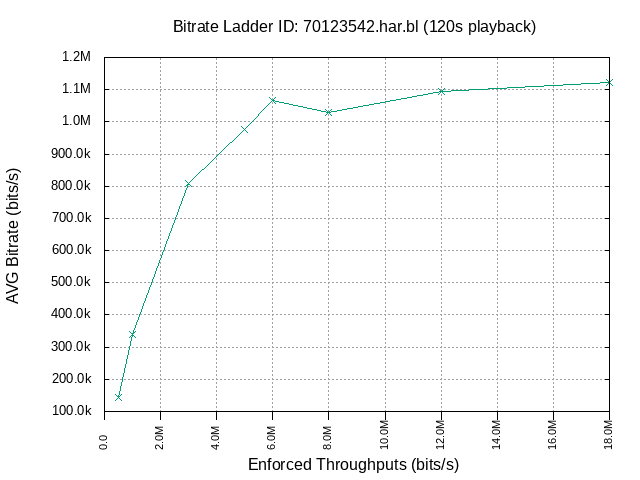 Bitrate Ladder ID: 70123542.har.bl (120s playback)
1.2M
1.1M
1.0M
900.0k
800.0k
700.0k
600.0k
500.0k
400.0k
300.0k
200.0k
100.0k
AVG Bitrate (bits/s)
0.0
2.0M
4.0M
6.0M
8.0M
10.0M
12.0M
14.0M
16.0M
18.0M
Enforced Throughputs (bits/s)